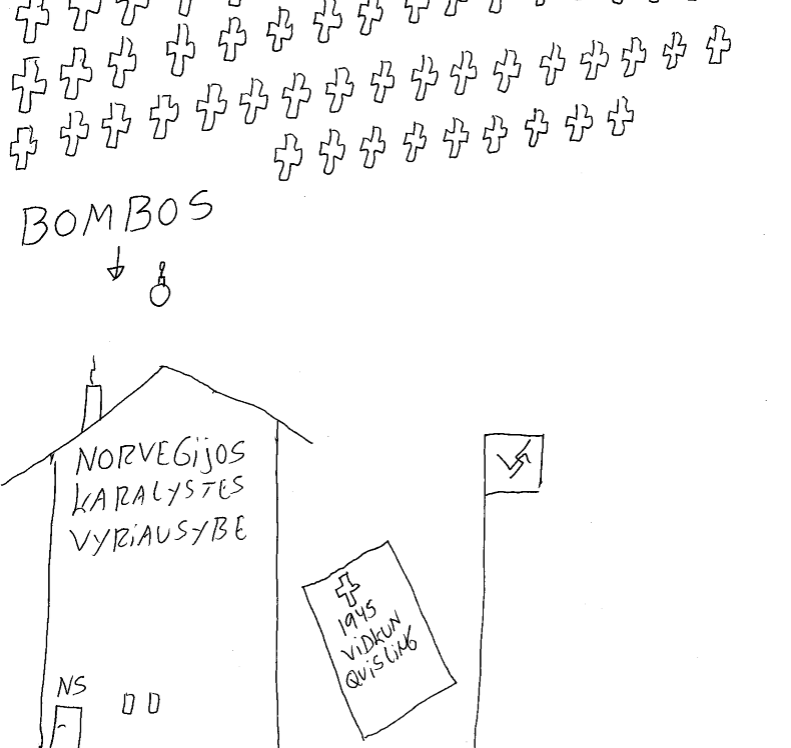 BOMBOS
NORVEGijOS
KARALYSTES
VYRiAUSYBE
1945
ViDKUN
QUiSLiNG
NS